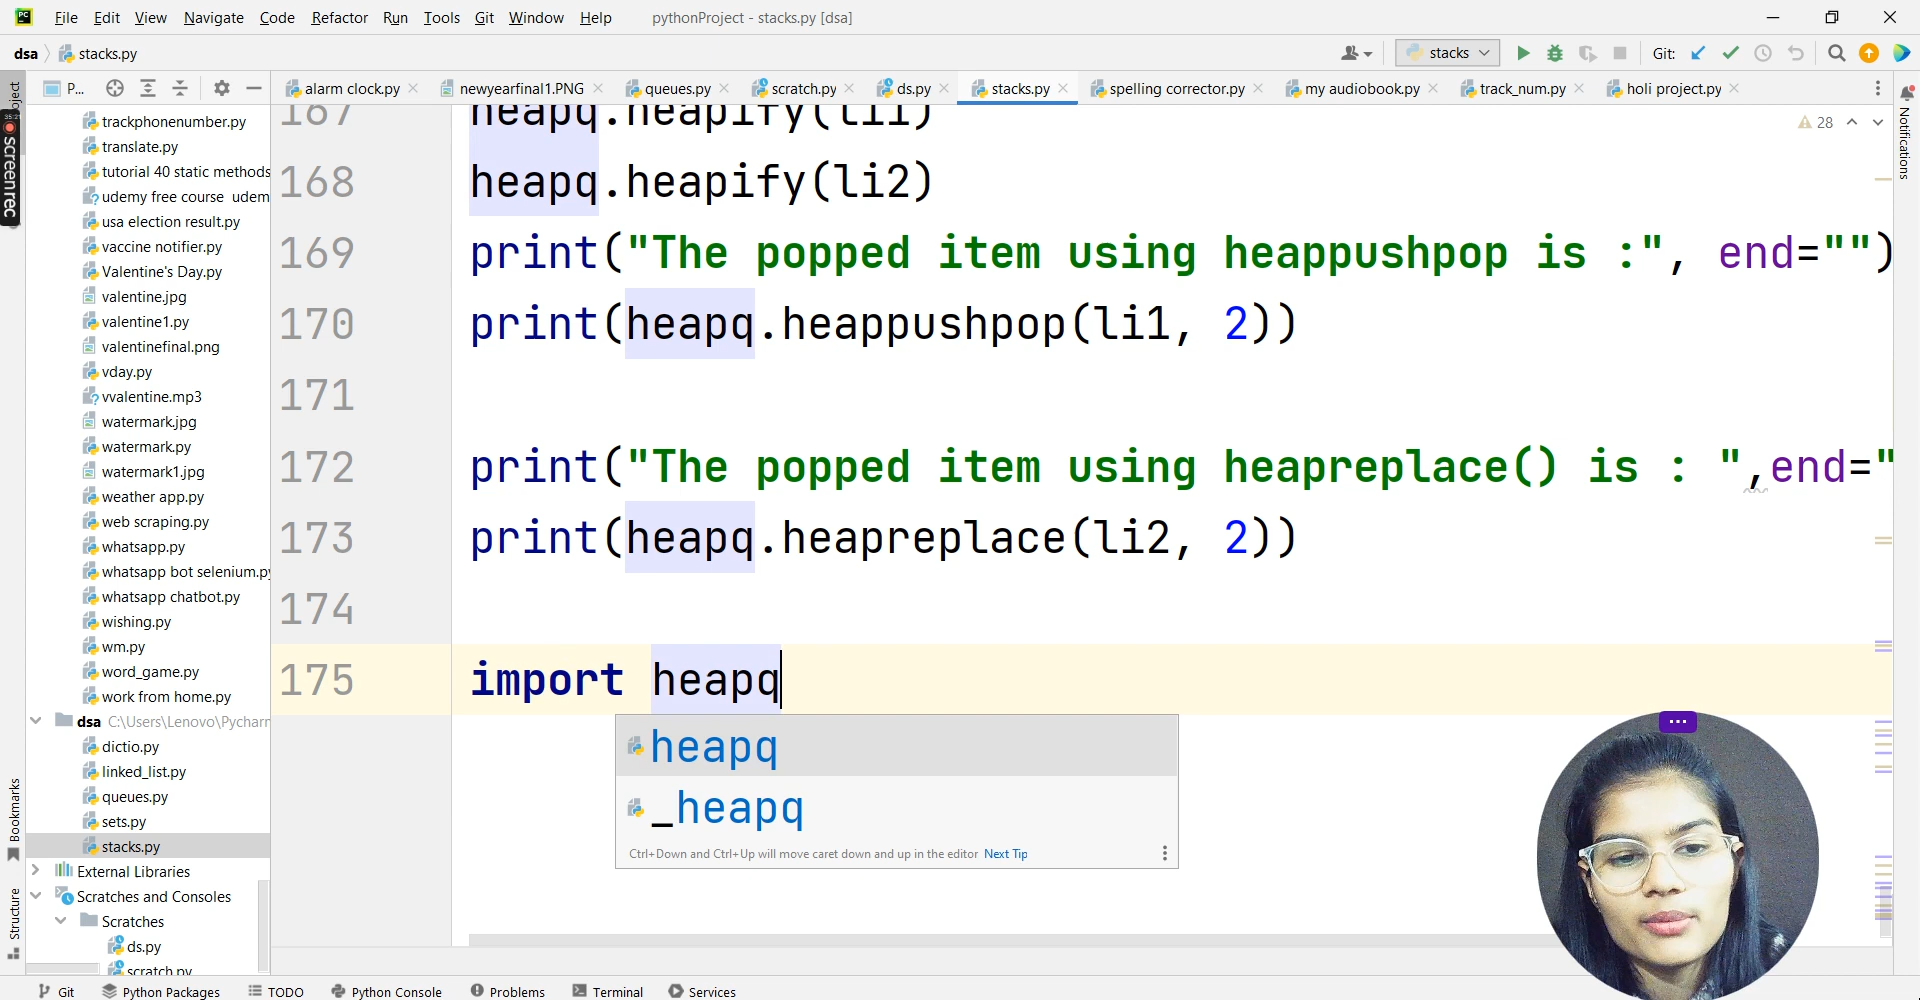 File Edit View Navigate Code Refactor Run Tools Git Window Help pythonProject - stacks.py [dsa]
dsa stacks.py stacks Git:
Project P... alarm clock.py newyearfinal1.PNG queues.py scratch.py ds.py stacks.py spelling corrector.py my audiobook.py track_num.py holi project.py
Notifications
35:21
screenrec
28
trackphonenumber.py
translate.py
tutorial 40 static methods
udemy free course udem
usa election result.py
vaccine notifier.py
Valentine's Day.py
valentine.jpg
valentine1.py
valentinefinal.png
vday.py
vvalentine.mp3
watermark.jpg
watermark.py
watermark1.jpg
weather app.py
web scraping.py
whatsapp.py
whatsapp bot selenium.py
whatsapp chatbot.py
wishing.py
wm.py
word_game.py
work from home.py
dsa C:\Users\Lenovo\Pycharm
dictio.py
linked_list.py
queues.py
sets.py
stacks.py
External Libraries
Scratches and Consoles
Scratches
ds.py
scratch.py
Bookmarks
Structure
167 heapq.heapify(li1)
168 heapq.heapify(li2)
169 print("The popped item using heappushpop is :", end="")
170 print(heapq.heappushpop(li1, 2))
171
172 print("The popped item using heapreplace() is : ",end="
173 print(heapq.heapreplace(li2, 2))
174
175 import heapq
heapq
_heapq
Ctrl+Down and Ctrl+Up will move caret down and up in the editor Next Tip
Git Python Packages TODO Python Console Problems Terminal Services